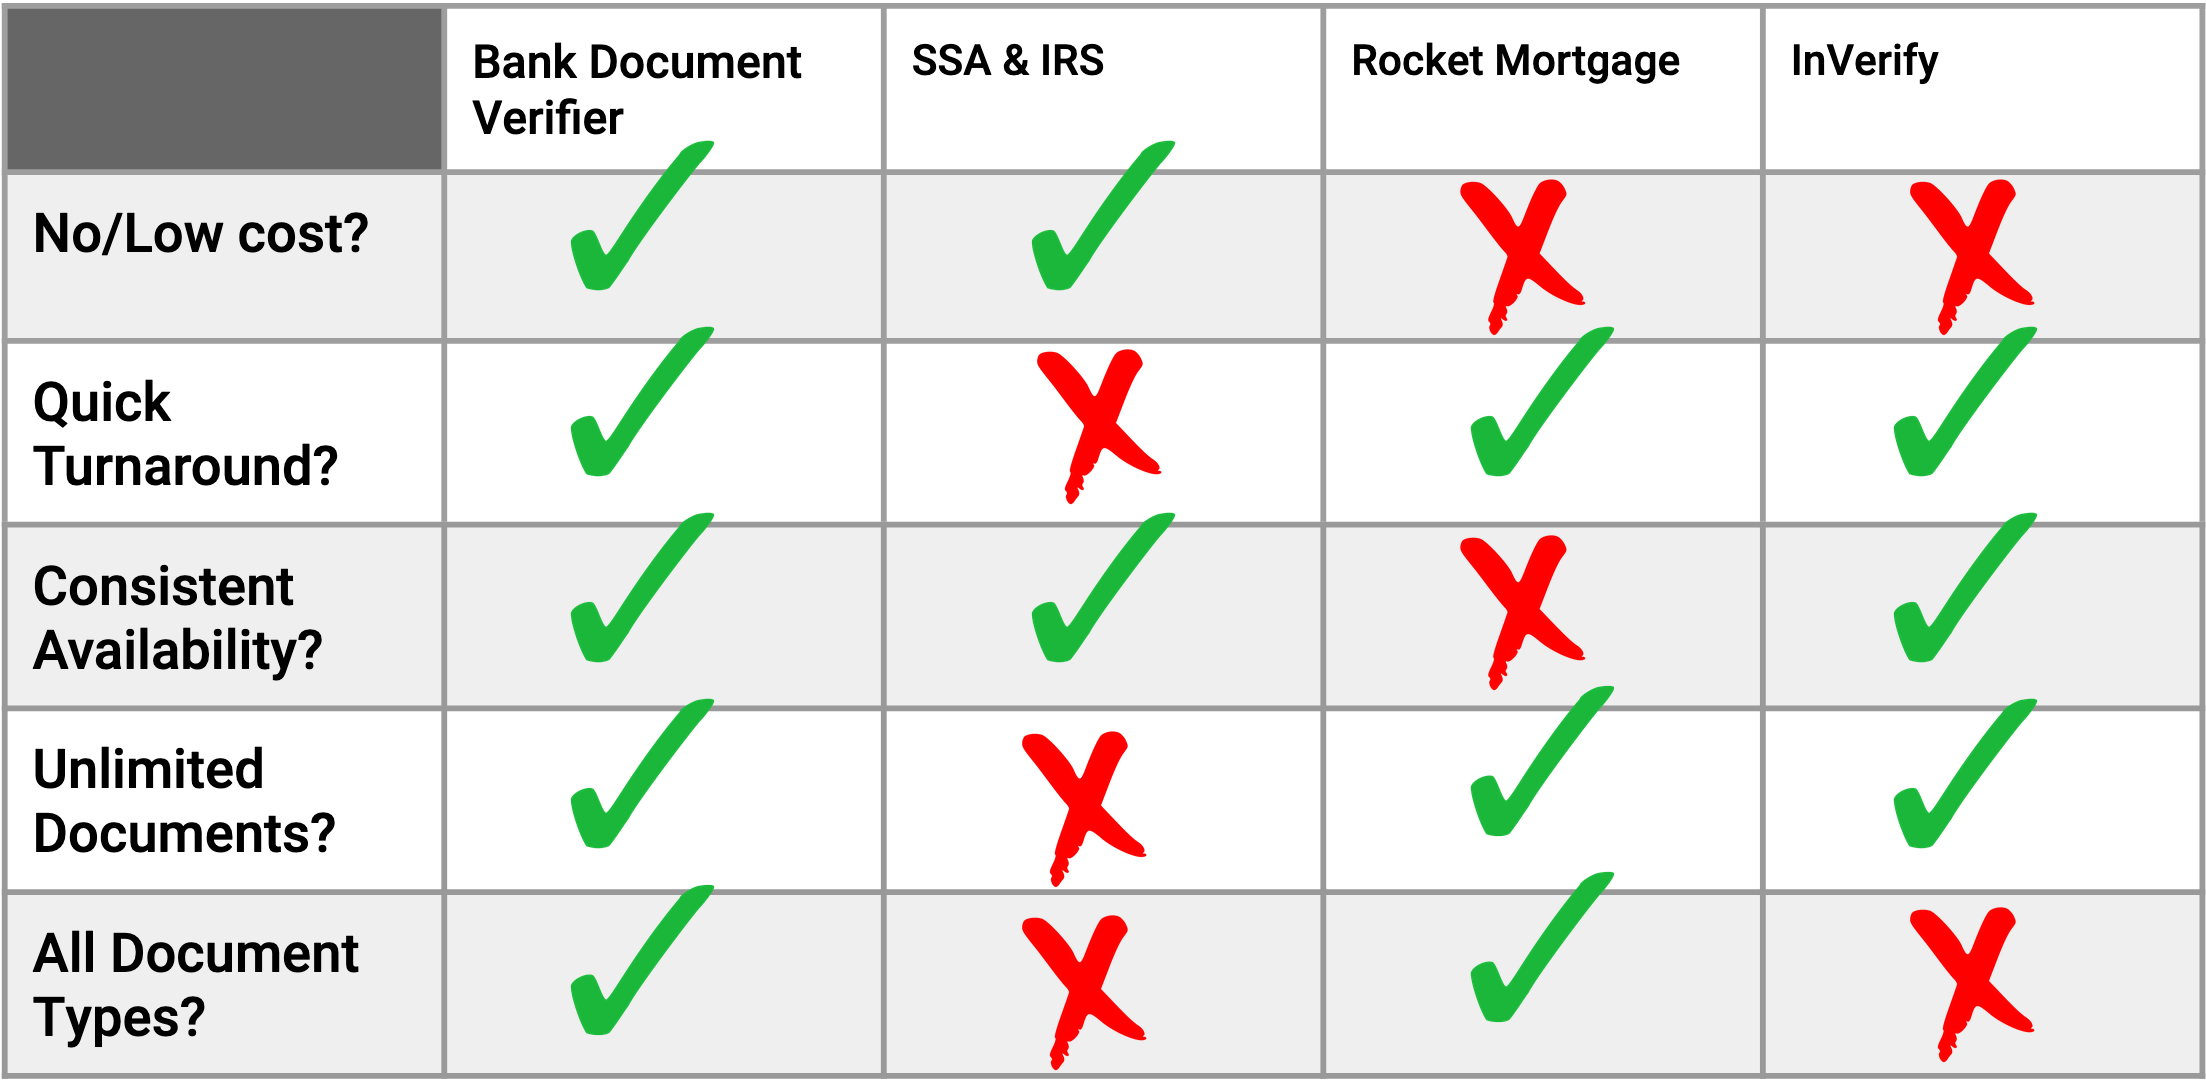 Bank Document
Verifier
SSA & IRS
Rocket Mortgage
InVerify
No/Low cost?
Quick
Turnaround?
Consistent
Availability?
Unlimited
Documents?
All Document
Types?